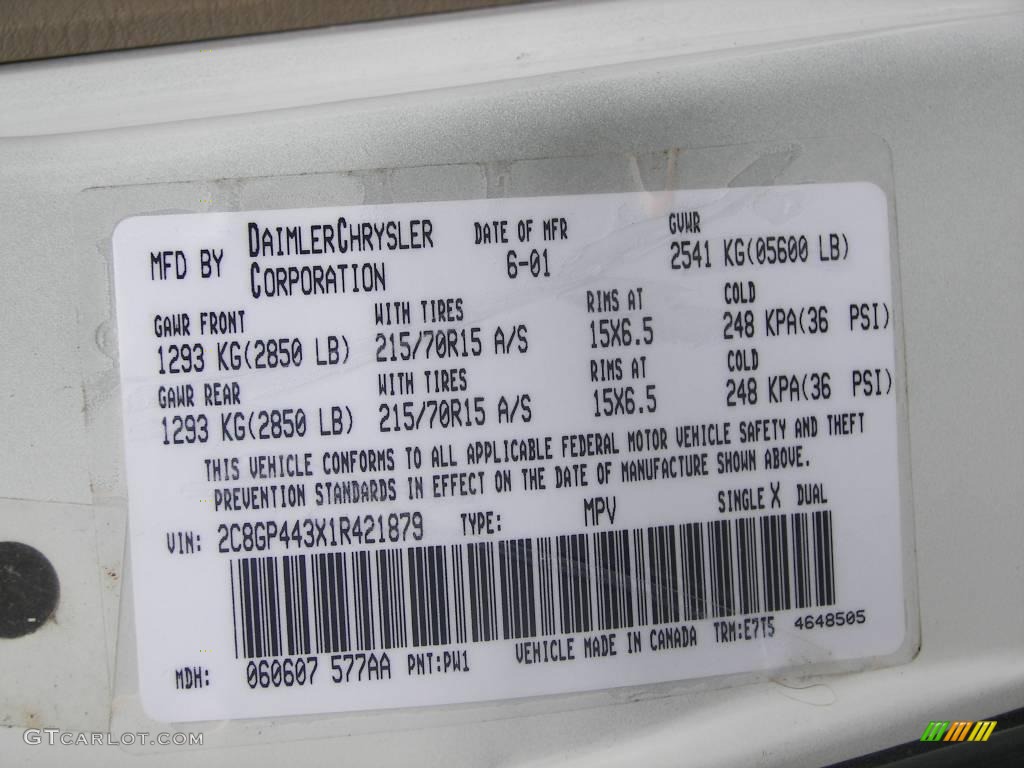 MFD BY DAIMLERCHRYSLER CORPORATION
DATE OF MFR 6-01
GVWR 2541 KG(05600 LB)
GAWR FRONT WITH TIRES RIMS AT COLD
1293 KG(2850 LB) 215/70R15 A/S 15X6.5 248 KPA(36 PSI)
GAWR REAR WITH TIRES RIMS AT COLD
1293 KG(2850 LB) 215/70R15 A/S 15X6.5 248 KPA(36 PSI)
THIS VEHICLE CONFORMS TO ALL APPLICABLE FEDERAL MOTOR VEHICLE SAFETY AND THEFT
PREVENTION STANDARDS IN EFFECT ON THE DATE OF MANUFACTURE SHOWN ABOVE.
VIN: 2C8GP443X1R421879 TYPE: MPV SINGLE X DUAL
MDH: 060607 577AA PNT:PW1 VEHICLE MADE IN CANADA TRM:E7T5 4648505
GTCARLOT.COM